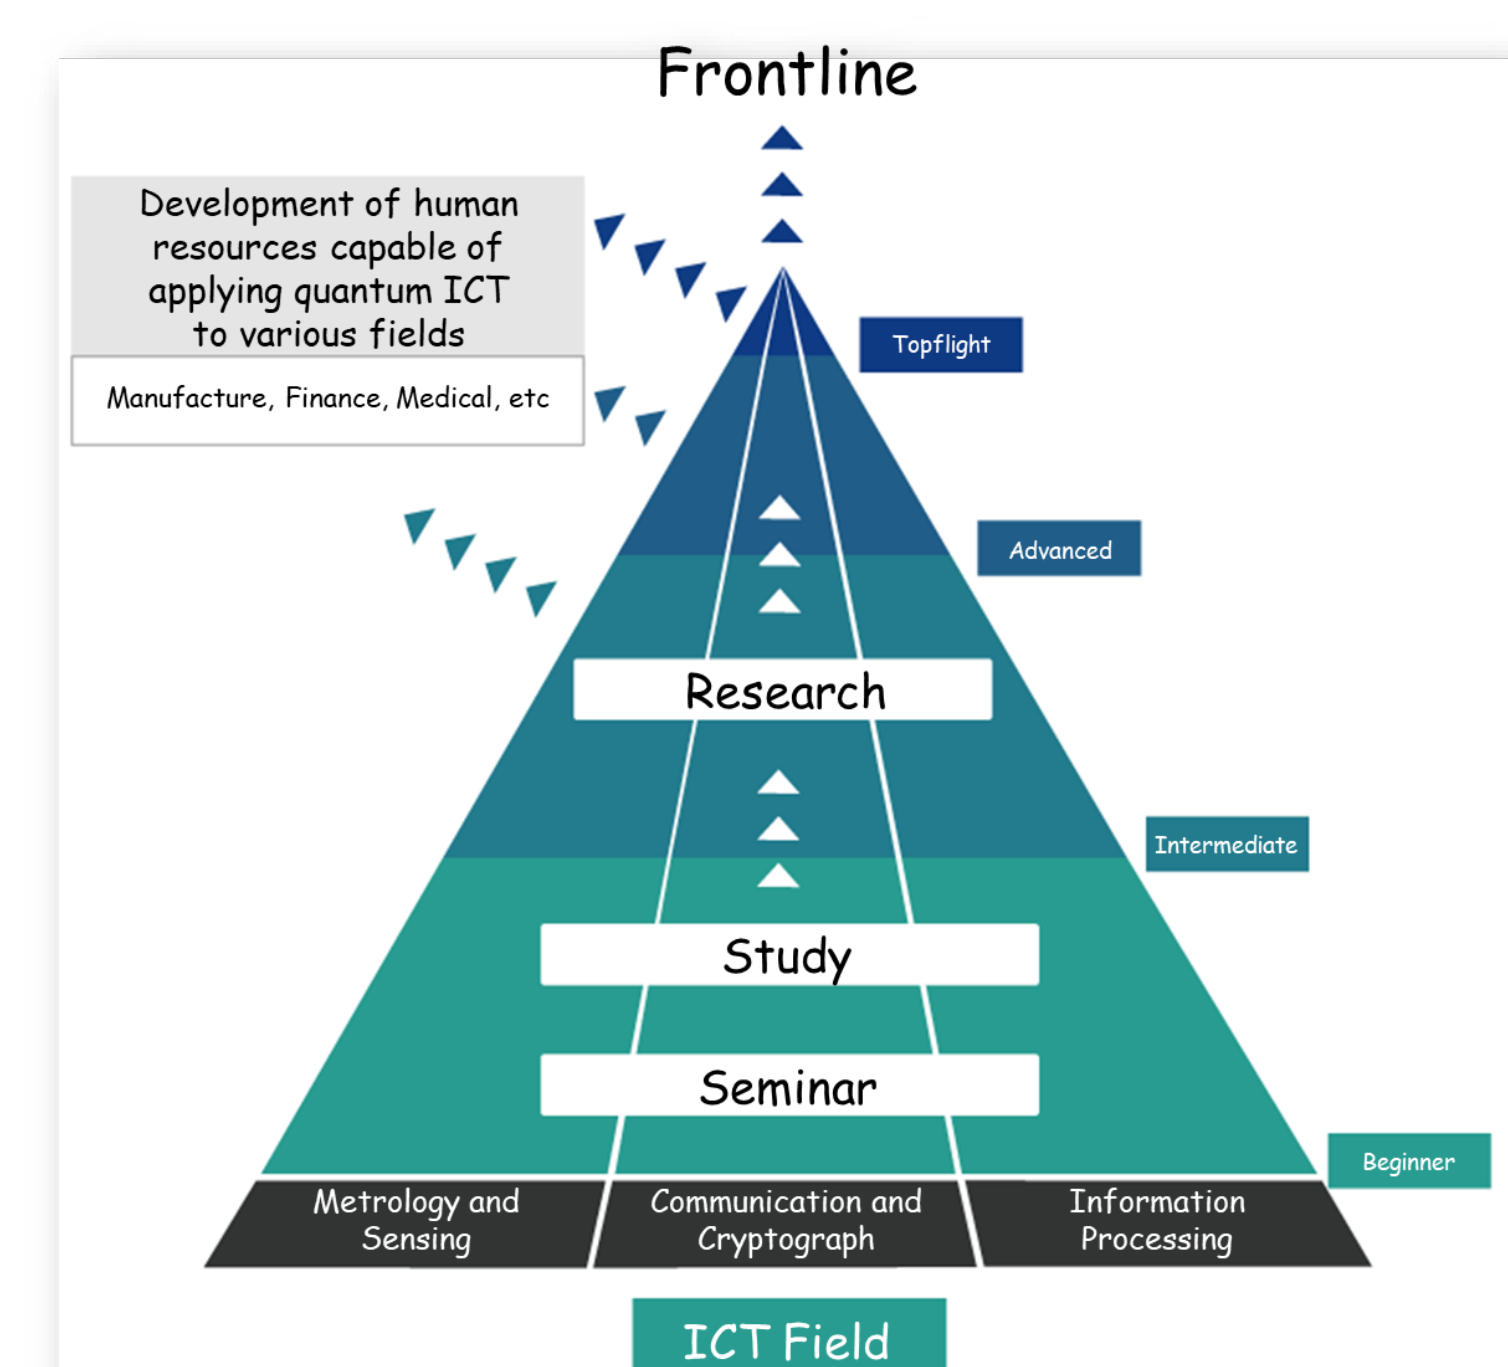 Frontline
Development of human
resources capable of
applying quantum ICT
to various fields
Manufacture, Finance, Medical, etc
Topflight
Advanced
Research
Intermediate
Study
Seminar
Beginner
Metrology and
Sensing
Communication and
Cryptograph
Information
Processing
ICT Field